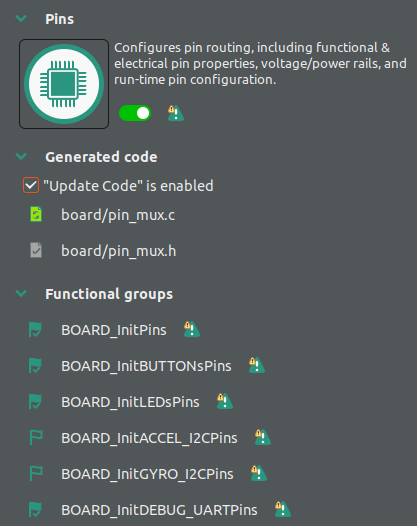 Pins
Configures pin routing, including functional &
electrical pin properties, voltage/power rails, and
run-time pin configuration.
Generated code
"Update Code" is enabled
board/pin_mux.c
board/pin_mux.h
Functional groups
BOARD_InitPins
BOARD_InitBUTTONsPins
BOARD_InitLEDsPins
BOARD_InitACCEL_I2CPins
BOARD_InitGYRO_I2CPins
BOARD_InitDEBUG_UARTPins